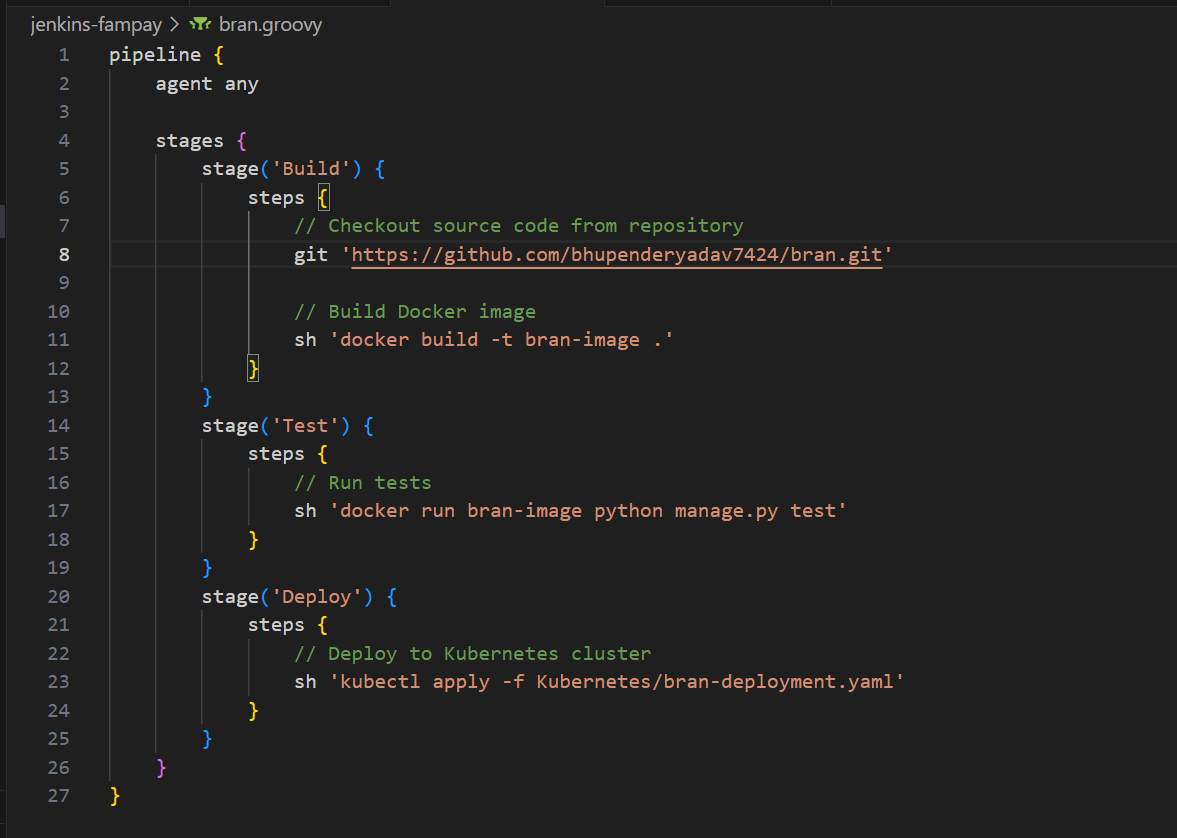 jenkins-fampay > bran.groovy
1 pipeline {
2     agent any
3
4     stages {
5         stage('Build') {
6             steps {
7                 // Checkout source code from repository
8                 git 'https://github.com/bhupenderyadav7424/bran.git'
9
10                 // Build Docker image
11                 sh 'docker build -t bran-image .'
12             }
13         }
14         stage('Test') {
15             steps {
16                 // Run tests
17                 sh 'docker run bran-image python manage.py test'
18             }
19         }
20         stage('Deploy') {
21             steps {
22                 // Deploy to Kubernetes cluster
23                 sh 'kubectl apply -f Kubernetes/bran-deployment.yaml'
24             }
25         }
26     }
27 }